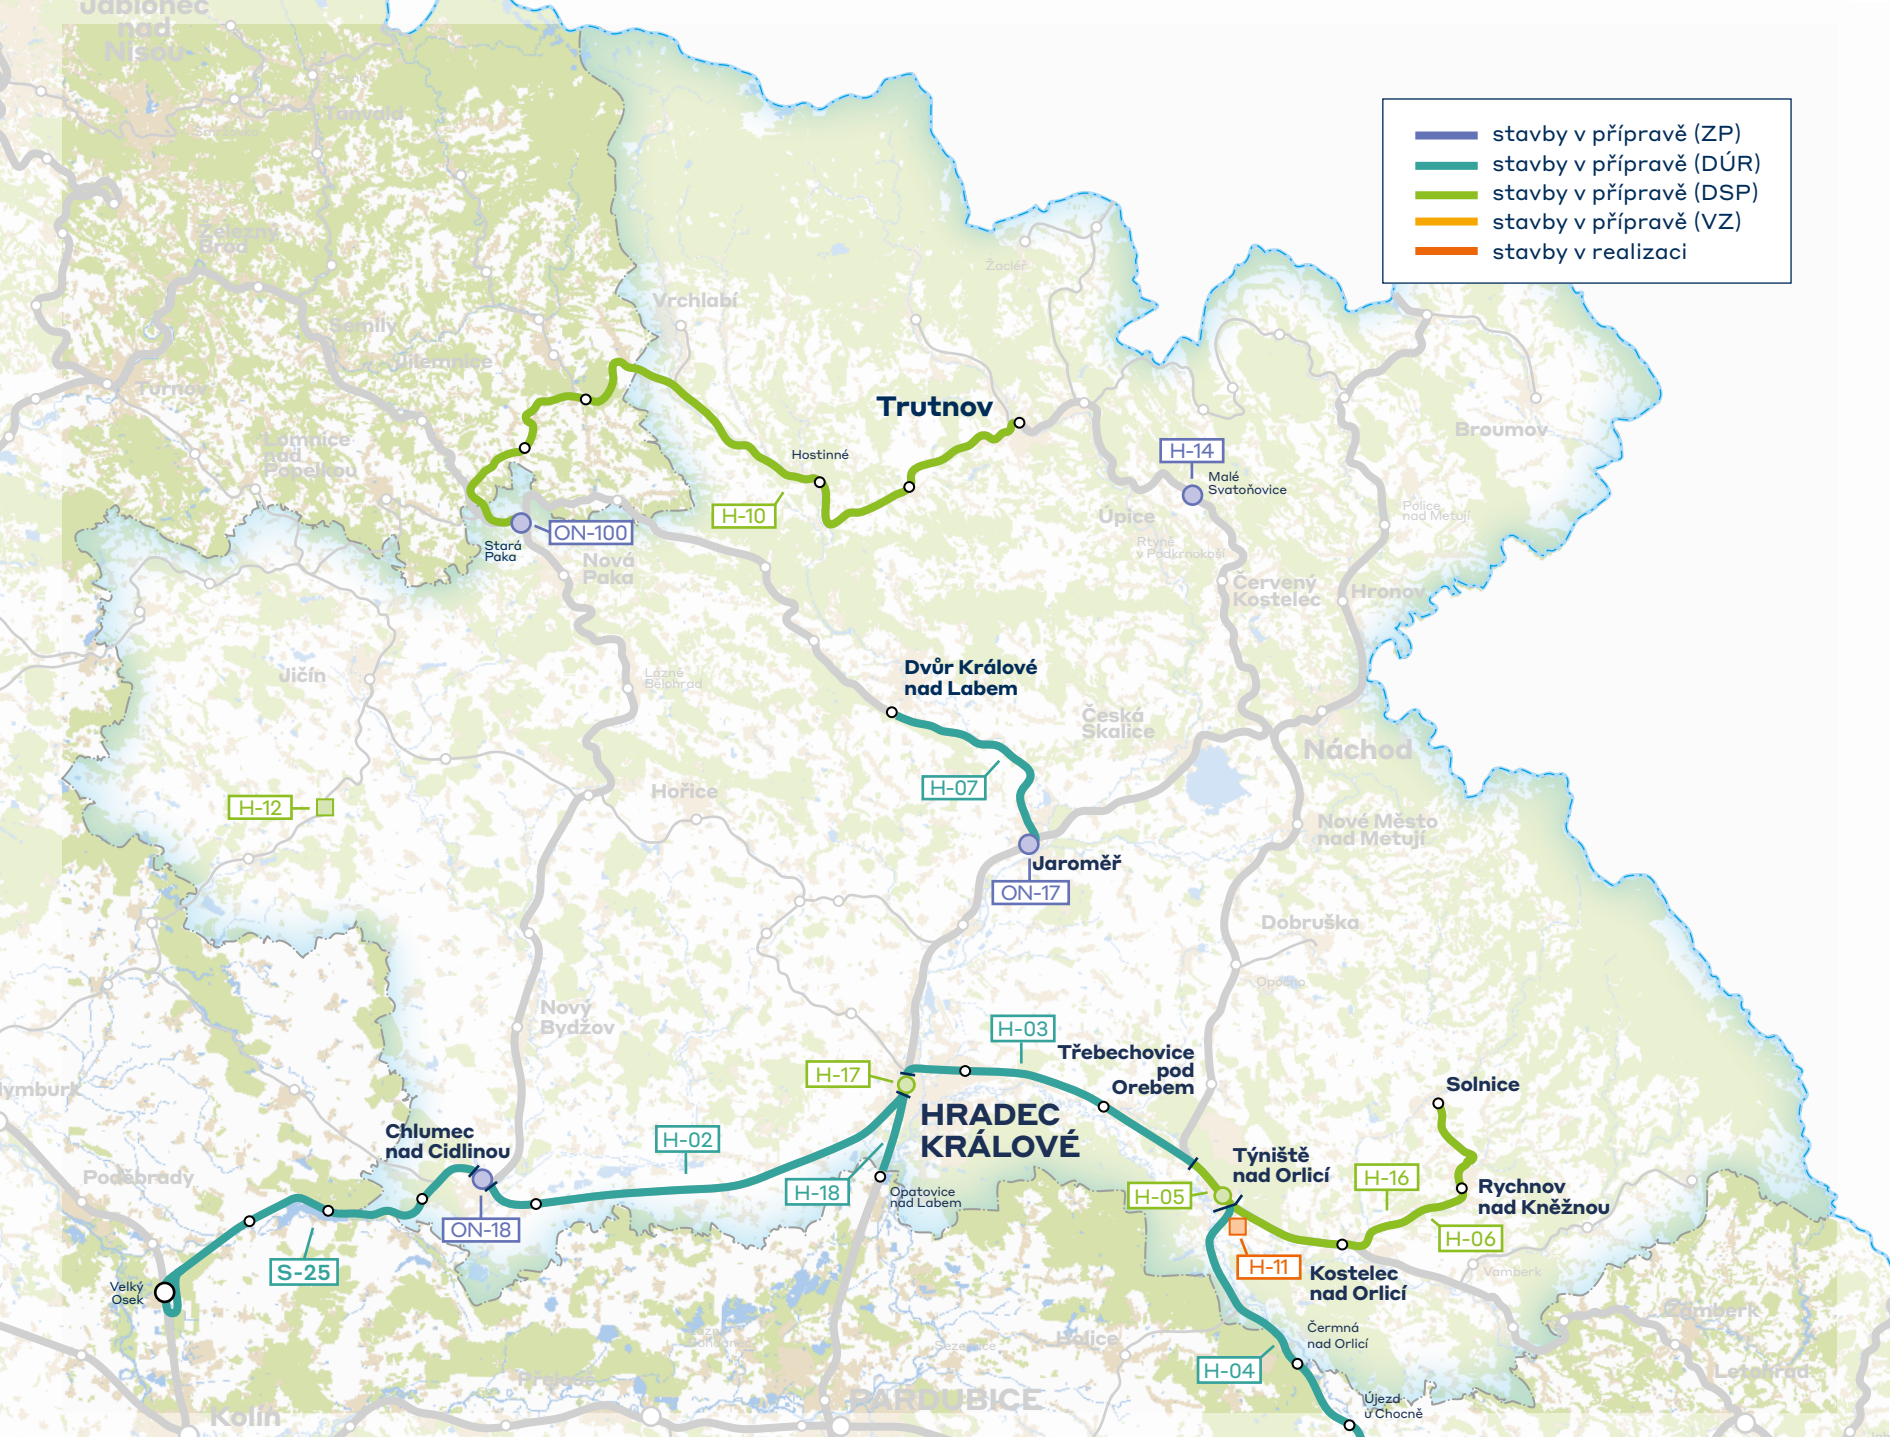 Jablonec
nad
Nisou
Tanvald
Železný
Brod
Semily
Jilemnice
Turnov
Lomnice
nad
Popelkou
stavby v přípravě (ZP)
stavby v přípravě (DÚR)
stavby v přípravě (DSP)
stavby v přípravě (VZ)
stavby v realizaci
Žacléř
Vrchlabí
Trutnov
Hostinné
H-10
H-14
Malé
Svatoňovice
Broumov
Police
nad Metují
Úpice
Rtyně
v Podkrkonoší
ON-100
Stará
Paka
Nová
Paka
Červený
Kostelec
Hronov
Jičín
Lázně
Bělohrad
Dvůr Králové
nad Labem
Česká
Skalice
Náchod
H-07
H-12
Hořice
Nové Město
nad Metují
Jaroměř
ON-17
Dobruška
Opočno
Nový
Bydžov
H-03
Třebechovice
pod
Orebem
H-17
HRADEC
KRÁLOVÉ
Solnice
Chlumec
nad Cidlinou
H-02
Týniště
nad Orlicí
H-16
Rychnov
nad Kněžnou
Poděbrady
H-18
Opatovice
nad Labem
H-05
H-06
ON-18
H-11
S-25
Velký
Osek
Kostelec
nad Orlicí
Vamberk
Žamberk
Čermná
nad Orlicí
Holice
H-04
Letohrad
Přelouč
PARDUBICE
Kolín
Újezd
u Chocně